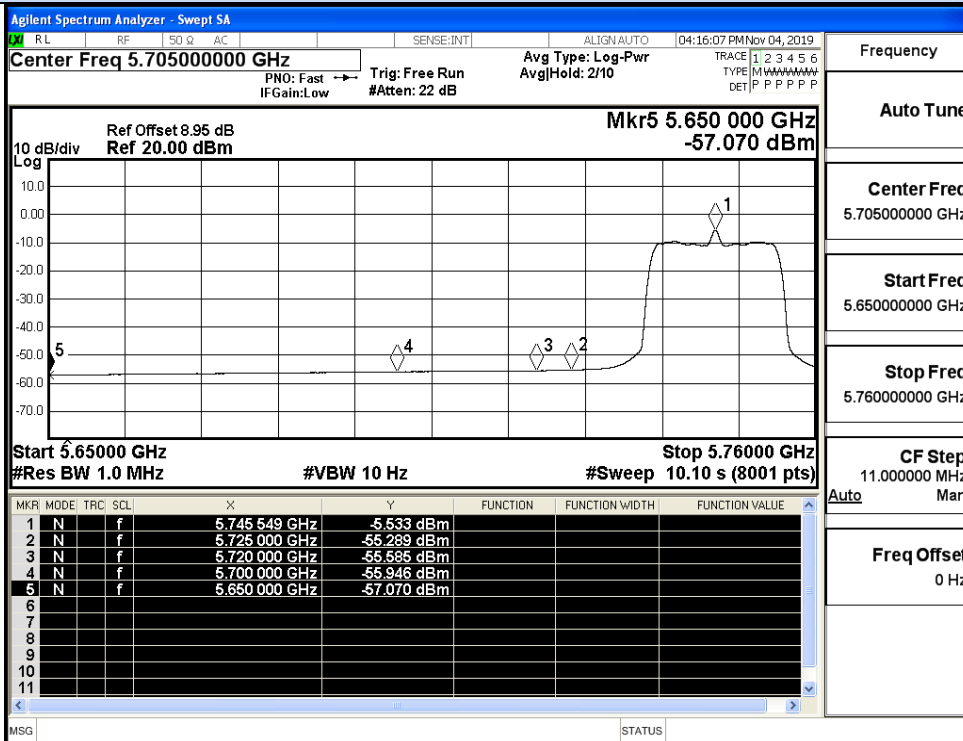 Agilent Spectrum Analyzer - Swept SA
LXI RL RF 50 Ω AC SENSE:INT ALIGNAUTO 04:16:07 PMNov 04, 2019
Center Freq 5.705000000 GHz
PNO: Fast
IFGain:Low
Trig: Free Run
#Atten: 22 dB
Avg Type: Log-Pwr
Avg|Hold: 2/10
TRACE 1 2 3 4 5 6
TYPE MWWWWW
DET P P P P P P
Mkr5 5.650 000 GHz
-57.070 dBm
Ref Offset 8.95 dB
10 dB/div Ref 20.00 dBm
Log
10.0
0.00
-10.0
-20.0
-30.0
-40.0
-50.0
-60.0
-70.0
1
2
3
4
5
Start 5.65000 GHz Stop 5.76000 GHz
#Res BW 1.0 MHz #VBW 10 Hz #Sweep 10.10 s (8001 pts)
MKR MODE TRC SCL X Y FUNCTION FUNCTION WIDTH FUNCTION VALUE
1 N f 5.745 549 GHz -5.533 dBm
2 N f 5.725 000 GHz -55.289 dBm
3 N f 5.720 000 GHz -55.585 dBm
4 N f 5.700 000 GHz -55.946 dBm
5 N f 5.650 000 GHz -57.070 dBm
6
7
8
9
10
11
MSG STATUS
Frequency
Auto Tune
Center Freq
5.705000000 GHz
Start Freq
5.650000000 GHz
Stop Freq
5.760000000 GHz
CF Step
11.000000 MHz
Auto Man
Freq Offset
0 Hz